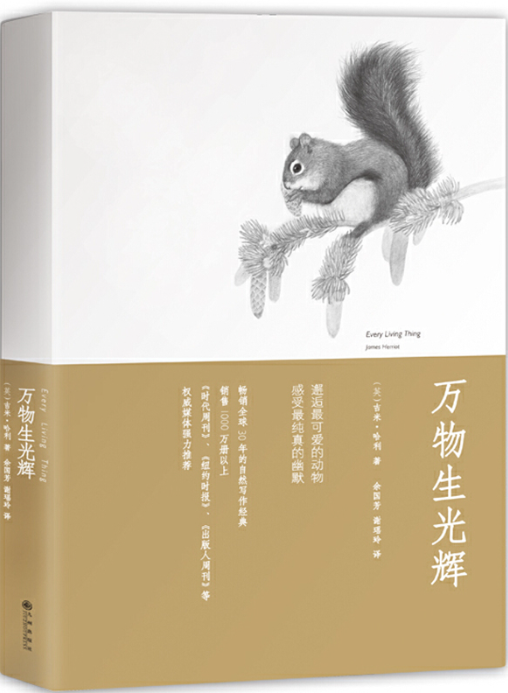 Every Living Thing
James Herriot
万物生光辉
(英)吉米·哈利 著 余国芳 谢瑶玲 译
邂逅最可爱的动物
感受最纯真的幽默
畅销全球30年的自然写作经典
销售1000万册以上
《时代周刊》、《纽约时报》、《出版人周刊》等
权威媒体强力推荐
(英)吉米·哈利 著
万物生光辉
Every Living Thing
余国芳 谢瑶玲 译
九州出版社